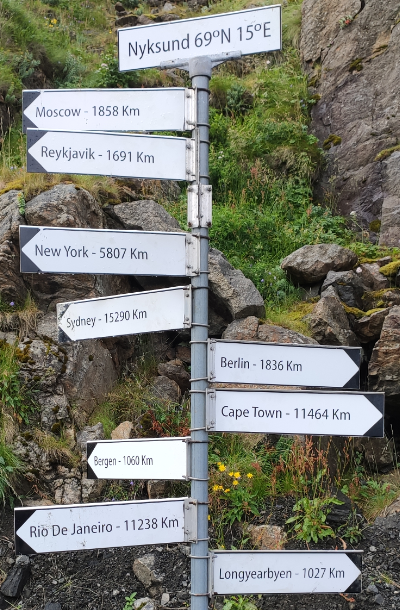 Nyksund 69ºN 15ºE
Moscow - 1858 Km
Reykjavik - 1691 Km
New York - 5807 Km
Sydney - 15290 Km
Berlin - 1836 Km
Cape Town - 11464 Km
Bergen - 1060 Km
Rio De Janeiro - 11238 Km
Longyearbyen - 1027 Km